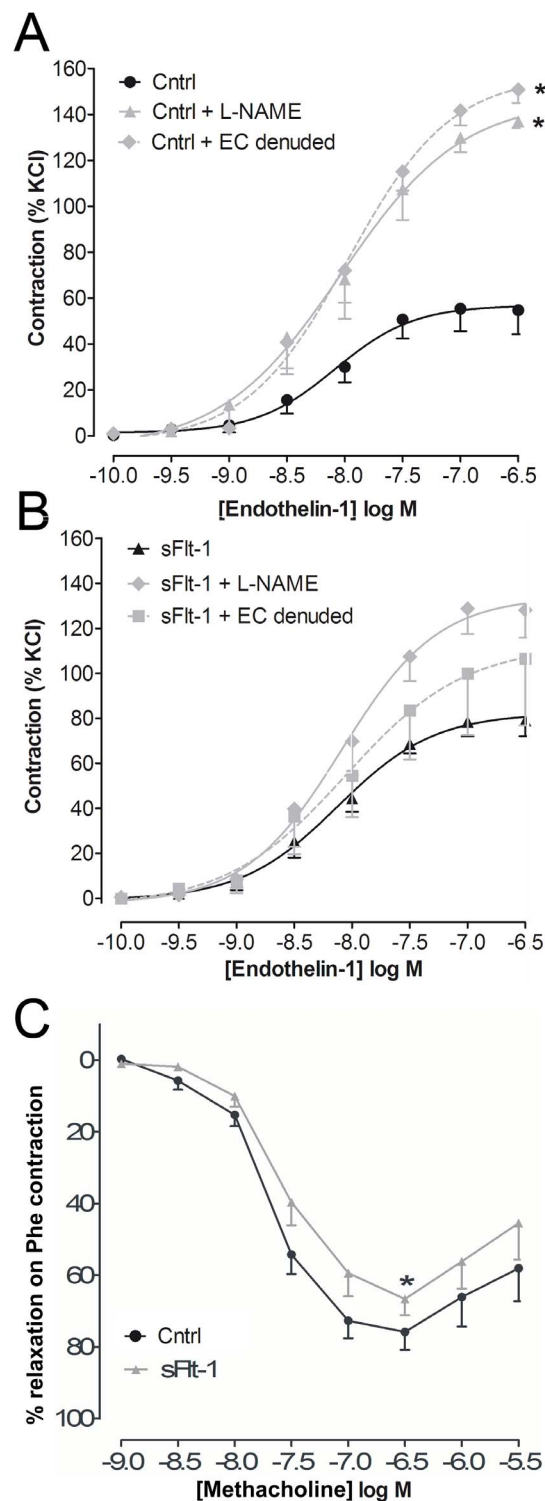 A
160
140
120
100
80
60
40
20
0
Contraction (% KCl)
Cntrl
Cntrl + L-NAME
Cntrl + EC denuded
*
*
-10.0 -9.5 -9.0 -8.5 -8.0 -7.5 -7.0 -6.5
[Endothelin-1] log M
B
160
140
120
100
80
60
40
20
0
Contraction (% KCl)
sFlt-1
sFlt-1 + L-NAME
sFlt-1 + EC denuded
-10.0 -9.5 -9.0 -8.5 -8.0 -7.5 -7.0 -6.5
[Endothelin-1] log M
C
0
20
40
60
80
100
% relaxation on Phe contraction
*
Cntrl
sFlt-1
-9.0 -8.5 -8.0 -7.5 -7.0 -6.5 -6.0 -5.5
[Methacholine] log M